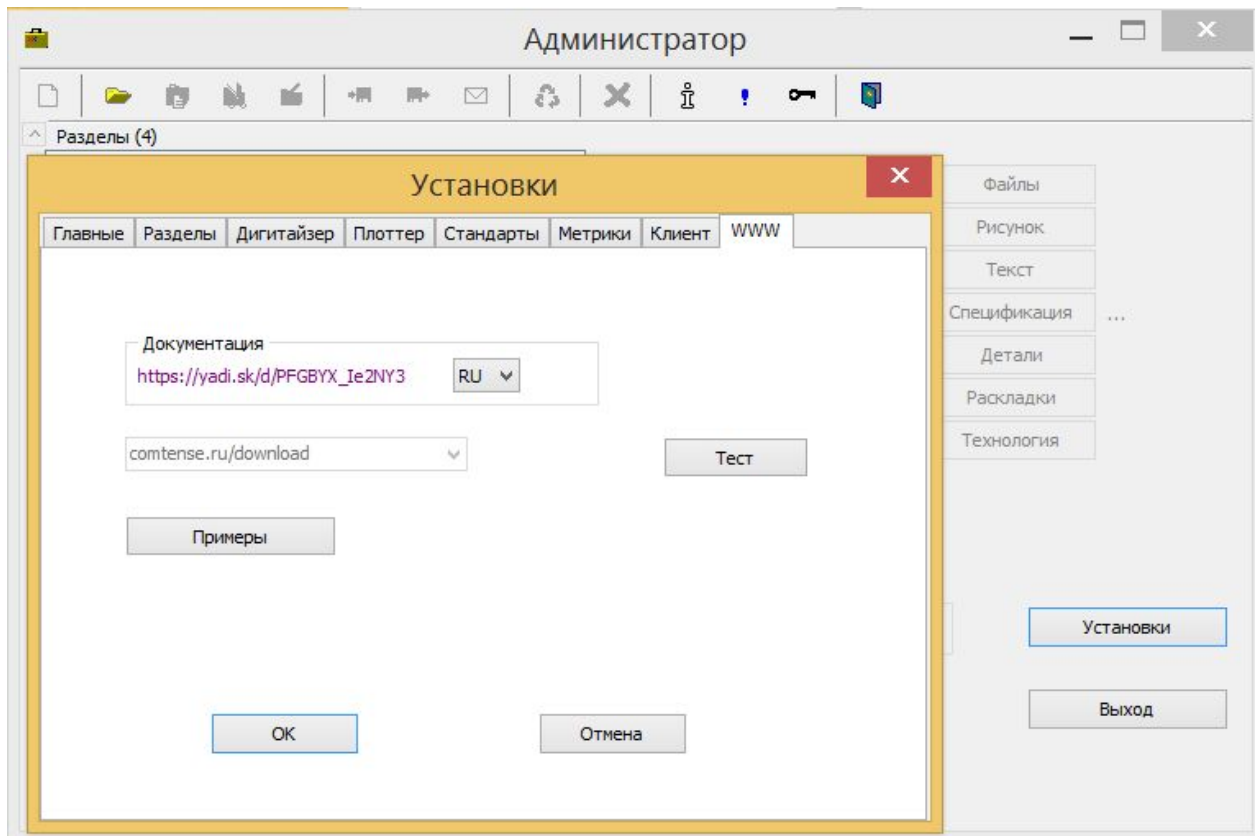 Администратор
Разделы (4)
Установки
Главные Разделы Дигитайзер Плоттер Стандарты Метрики Клиент WWW
Документация
https://yadi.sk/d/PFGBYX_Ie2NY3 RU
comtense.ru/download
Тест
Примеры
OK
Отмена
Файлы
Рисунок
Текст
Спецификация ...
Детали
Раскладки
Технология
Установки
Выход